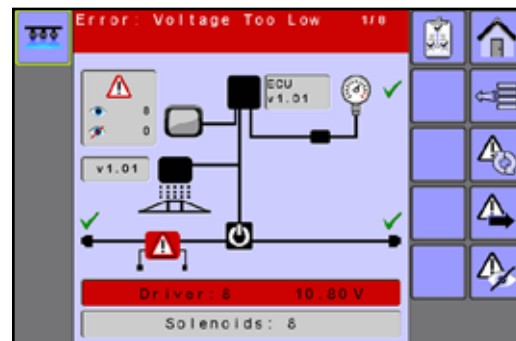 Error: Voltage Too Low 1/8
ECU
v1.01
8
0
v1.01
Driver: 8 10.80 V
Solenoids: 8